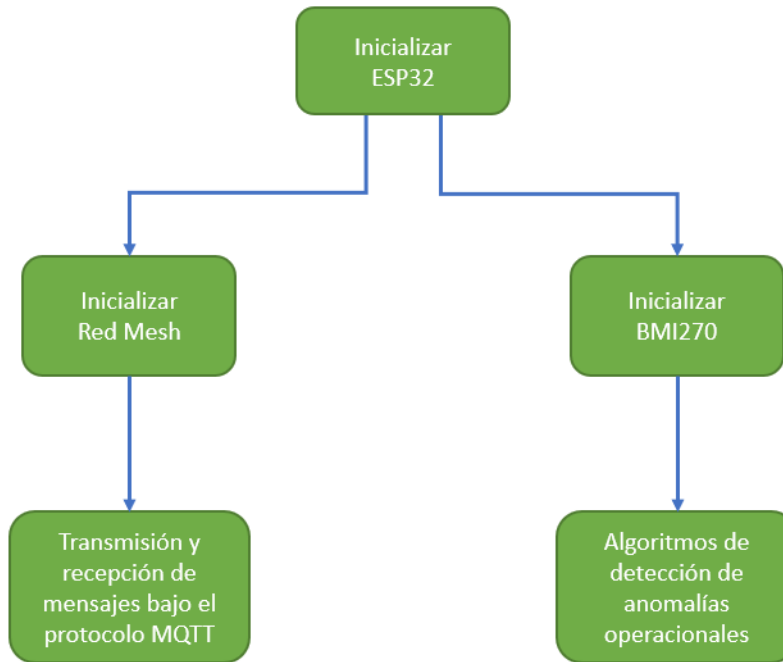 Inicializar
ESP32
Inicializar
Red Mesh
Inicializar
BMI270
Transmisión y
recepción de
mensajes bajo el
protocolo MQTT
Algoritmos de
detección de
anomalías
operacionales